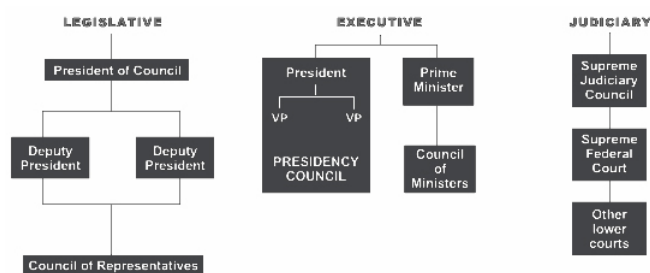 LEGISLATIVE
President of Council
Deputy
President
Deputy
President
Council of Representatives
EXECUTIVE
President
VP
VP
PRESIDENCY
COUNCIL
Prime
Minister
Council
of
Ministers
JUDICIARY
Supreme
Judiciary
Council
Supreme
Federal
Court
Other
lower
courts